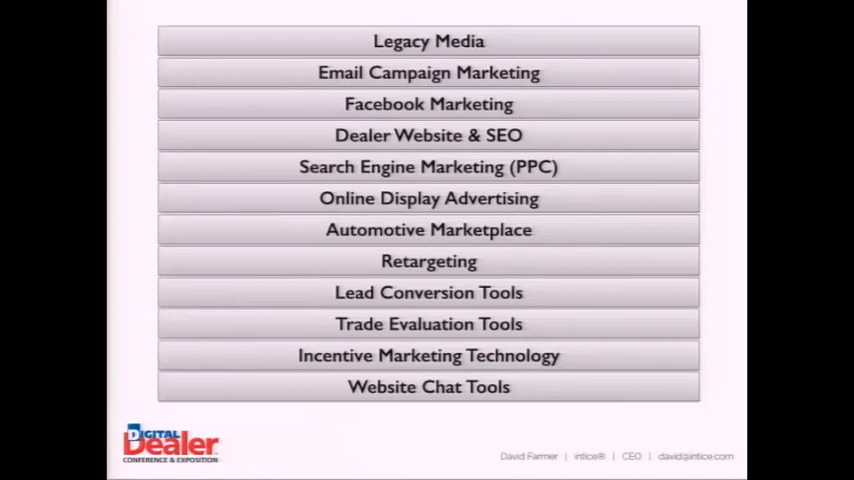 Legacy Media
Email Campaign Marketing
Facebook Marketing
Dealer Website & SEO
Search Engine Marketing (PPC)
Online Display Advertising
Automotive Marketplace
Retargeting
Lead Conversion Tools
Trade Evaluation Tools
Incentive Marketing Technology
Website Chat Tools
DIGITAL
Dealer
CONFERENCE & EXPOSITION
David Farmer | intice® | CEO | david@intice.com